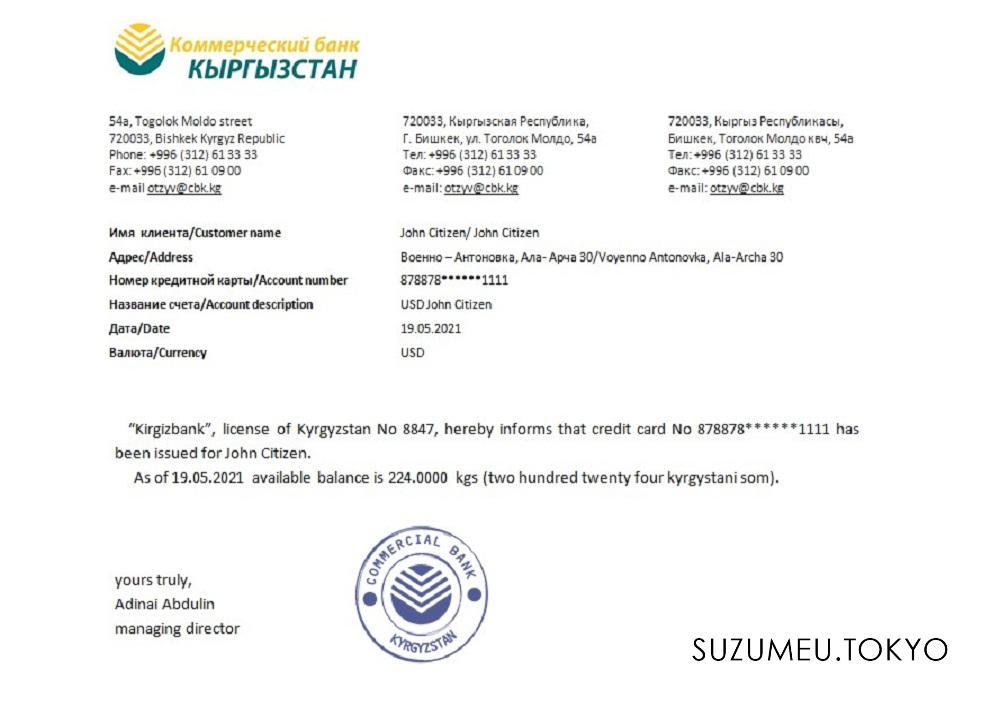 Коммерческий банк
КЫРГЫЗСТАН
54a, Togolok Moldo street
720033, Bishkek Kyrgyz Republic
Phone: +996 (312) 61 33 33
Fax: +996 (312) 61 09 00
e-mail otzyv@cbk.kg
720033, Кыргызская Республика,
Г. Бишкек, ул. Тоголок Молдо, 54а
Тел: +996 (312) 61 33 33
Факс: +996 (312) 61 09 00
e-mail: otzyv@cbk.kg
720033, Кыргыз Республикасы,
Бишкек, Тоголок Молдо квч, 54а
Тел: +996 (312) 61 33 33
Факс: +996 (312) 61 09 00
e-mail: otzyv@cbk.kg
Имя клиента/Customer name John Citizen/ John Citizen
Адрес/Address Военно – Антоновка, Ала- Арча 30/Voyenno Antonovka, Ala-Archa 30
Номер кредитной карты/Account number 878878******1111
Название счета/Account description USD John Citizen
Дата/Date 19.05.2021
Валюта/Currency USD
“Kirgizbank”, license of Kyrgyzstan No 8847, hereby informs that credit card No 878878******1111 has
been issued for John Citizen.
As of 19.05.2021 available balance is 224.0000 kgs (two hundred twenty four kyrgystani som).
COMMERCIAL BANK
KYRGYZSTAN
yours truly,
Adinai Abdulin
managing director
SUZUMEU.TOKYO